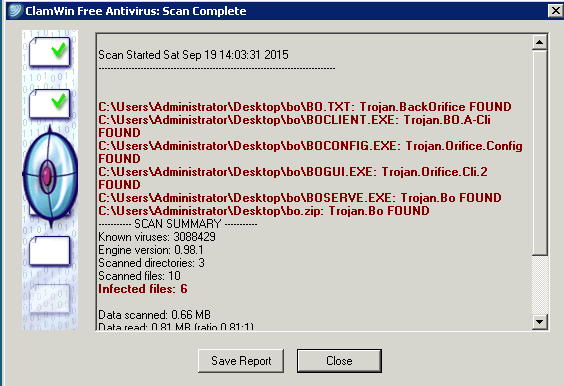 ClamWin Free Antivirus: Scan Complete
Scan Started Sat Sep 19 14:03:31 2015
-------------------------------------------------------------------------------
C:\Users\Administrator\Desktop\bo\BO.TXT: Trojan.BackOrifice FOUND
C:\Users\Administrator\Desktop\bo\BOCLIENT.EXE: Trojan.BO.A-Cli
FOUND
C:\Users\Administrator\Desktop\bo\BOCONFIG.EXE: Trojan.Orifice.Config
FOUND
C:\Users\Administrator\Desktop\bo\BOGUI.EXE: Trojan.Orifice.Cli.2
FOUND
C:\Users\Administrator\Desktop\bo\BOSERVE.EXE: Trojan.Bo FOUND
C:\Users\Administrator\Desktop\bo.zip: Trojan.Bo FOUND
----------- SCAN SUMMARY -----------
Known viruses: 3088429
Engine version: 0.98.1
Scanned directories: 3
Scanned files: 10
Infected files: 6
Data scanned: 0.66 MB
Data read: 0.81 MB (ratio 0.81:1)
Save Report
Close